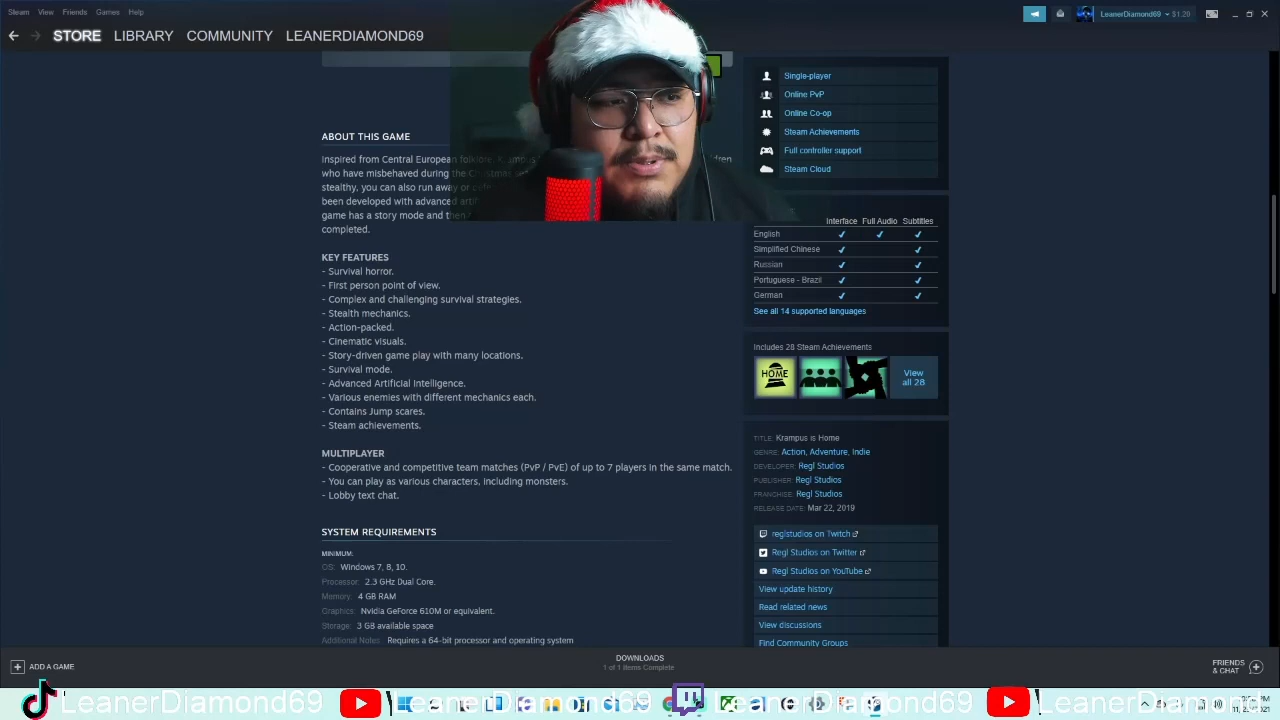 Steam View Friends Games Help
LeanerDiamond69 $1.20
STORE LIBRARY COMMUNITY LEANERDIAMOND69
ABOUT THIS GAME
Inspired from Central European folklore,
who have misbehaved during the Christmas
stealthy, you can also run away or
been developed with advanced
game has a story mode and then
completed.
KEY FEATURES
- Survival horror.
- First person point of view.
- Complex and challenging survival strategies.
- Stealth mechanics.
- Action-packed.
- Cinematic visuals.
- Story-driven game play with many locations.
- Survival mode.
- Advanced Artificial Intelligence.
- Various enemies with different mechanics each.
- Contains Jump scares.
- Steam achievements.
MULTIPLAYER
- Cooperative and competitive team matches (PvP / PvE) of up to 7 players in the same match.
- You can play as various characters, including monsters.
- Lobby text chat.
SYSTEM REQUIREMENTS
MINIMUM:
OS: Windows 7, 8, 10.
Processor: 2.3 GHz Dual Core.
Memory: 4 GB RAM
Graphics: Nvidia GeForce 610M or equivalent.
Storage: 3 GB available space
Additional Notes: Requires a 64-bit processor and operating system
Single-player
Online PvP
Online Co-op
Steam Achievements
Full controller support
Steam Cloud
Interface Full Audio Subtitles
English ✔ ✔ ✔
Simplified Chinese ✔ ✔
Russian ✔ ✔
Portuguese - Brazil ✔ ✔
German ✔ ✔
See all 14 supported languages
Includes 28 Steam Achievements
HOME
View
all 28
TITLE: Krampus is Home
GENRE: Action, Adventure, Indie
DEVELOPER: Regl Studios
PUBLISHER: Regl Studios
FRANCHISE: Regl Studios
RELEASE DATE: Mar 22, 2019
reglstudios on Twitch
Regl Studios on Twitter
Regl Studios on YouTube
View update history
Read related news
View discussions
Find Community Groups
+ ADD A GAME
DOWNLOADS
1 of 1 Items Complete
FRIENDS
& CHAT
LeanerDiamond69 LeanerDiamond69 LeanerDiamond69